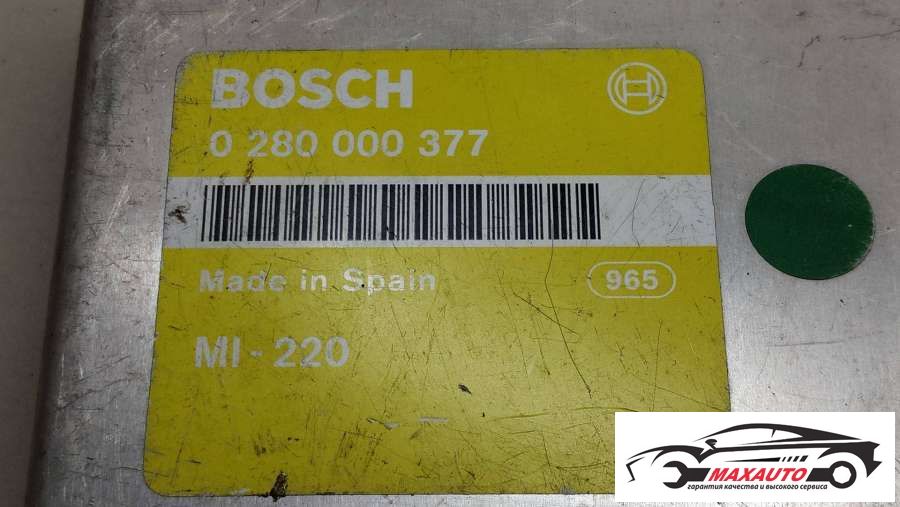 BOSCH
0 280 000 377
Made in Spain
965
MI - 220
MAXAUTO
гарантия качества и высокого сервиса